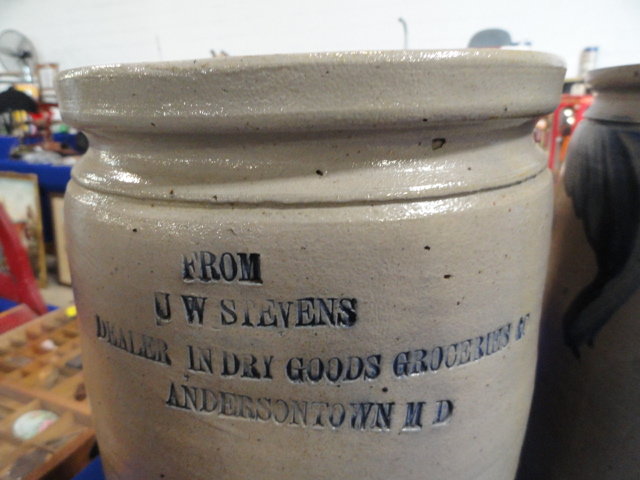 FROM
J W STEVENS
DEALER IN DRY GOODS GROCERIES &C
ANDERSONTOWN M D